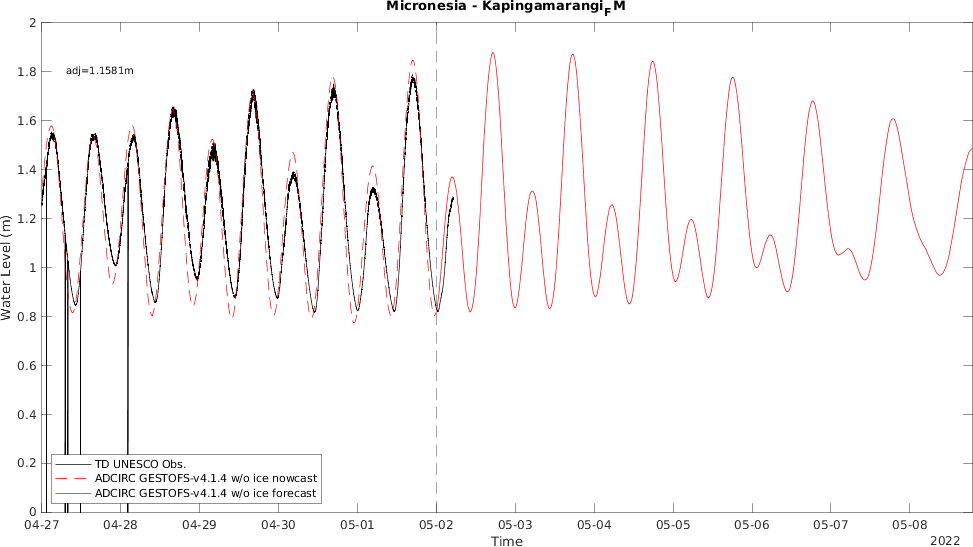 Micronesia - KapingamarangiFM
2
1.8
adj=1.1581m
1.6
1.4
1.2
1
0.8
0.6
0.4
0.2
0
Water Level (m)
TD UNESCO Obs.
ADCIRC GESTOFS-v4.1.4 w/o ice nowcast
ADCIRC GESTOFS-v4.1.4 w/o ice forecast
04-27 04-28 04-29 04-30 05-01 05-02 05-03 05-04 05-05 05-06 05-07 05-08
Time
2022